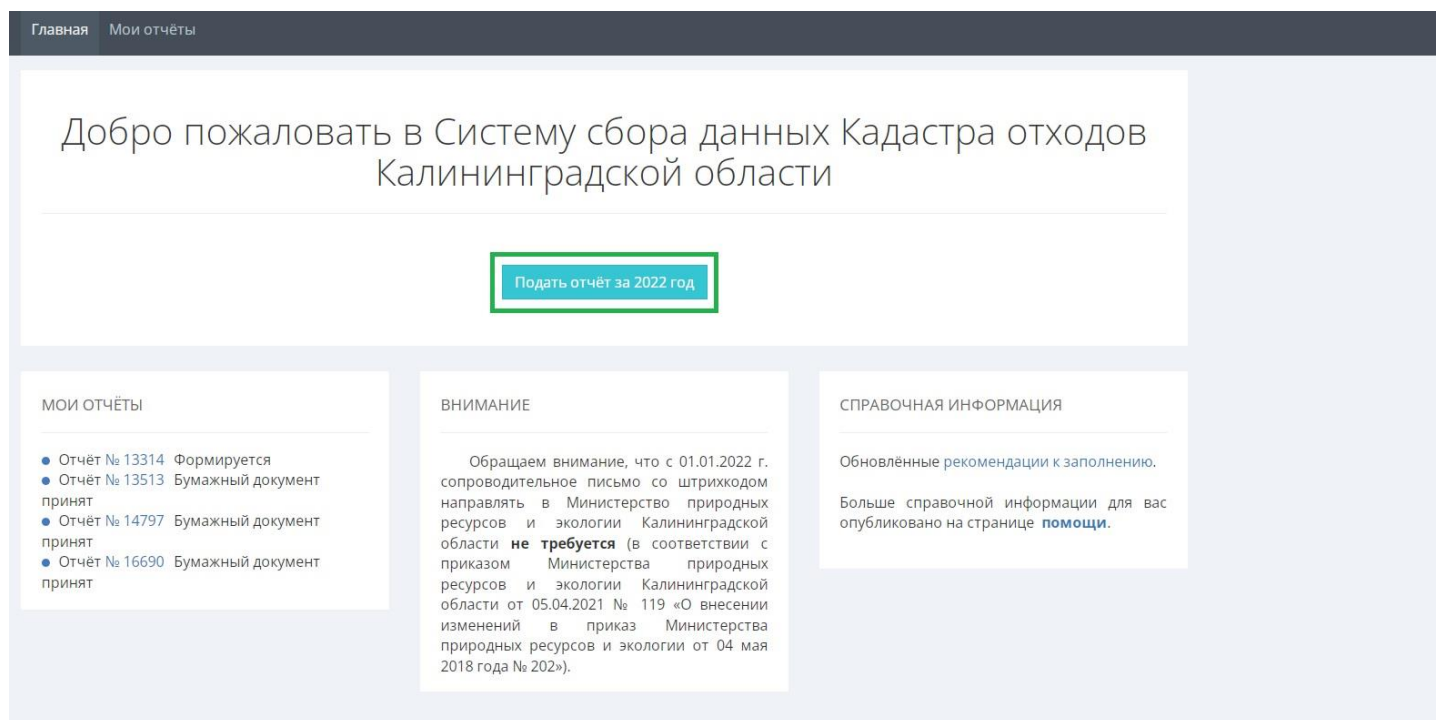 Главная Мои отчёты
Добро пожаловать в Систему сбора данных Кадастра отходов
Калининградской области
Подать отчёт за 2022 год
МОИ ОТЧЁТЫ
Отчёт № 13314 Формируется
Отчёт № 13513 Бумажный документ
принят
Отчёт № 14797 Бумажный документ
принят
Отчёт № 16690 Бумажный документ
принят
ВНИМАНИЕ
Обращаем внимание, что с 01.01.2022 г.
сопроводительное письмо со штрихкодом
направлять в Министерство природных
ресурсов и экологии Калининградской
области не требуется (в соответствии с
приказом Министерства природных
ресурсов и экологии Калининградской
области от 05.04.2021 № 119 «О внесении
изменений в приказ Министерства
природных ресурсов и экологии от 04 мая
2018 года № 202»).
СПРАВОЧНАЯ ИНФОРМАЦИЯ
Обновлённые рекомендации к заполнению.
Больше справочной информации для вас
опубликовано на странице помощи.